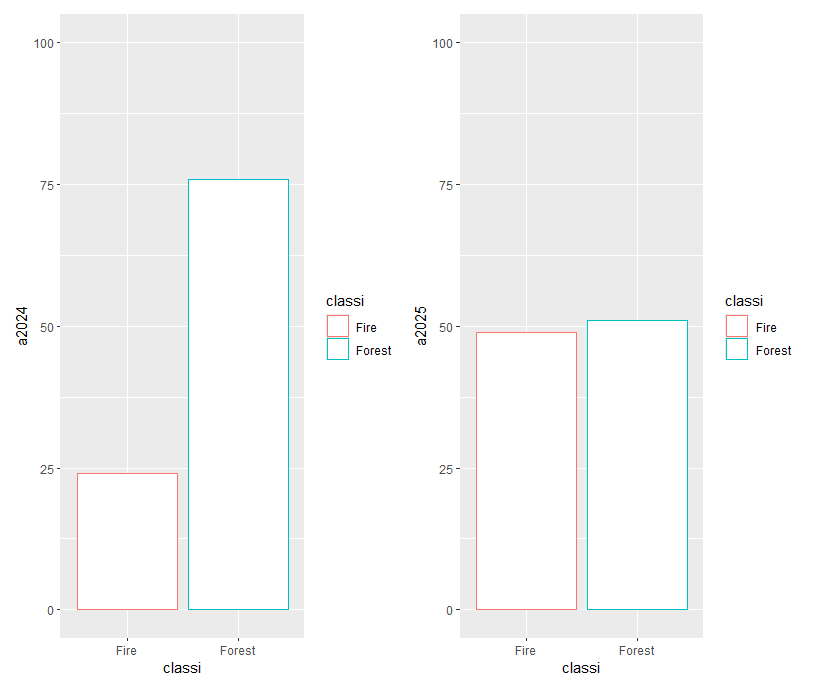 100
75
50
25
0
a2024
Fire
Forest
classi
classi
Fire
Forest
100
75
50
25
0
a2025
Fire
Forest
classi
classi
Fire
Forest